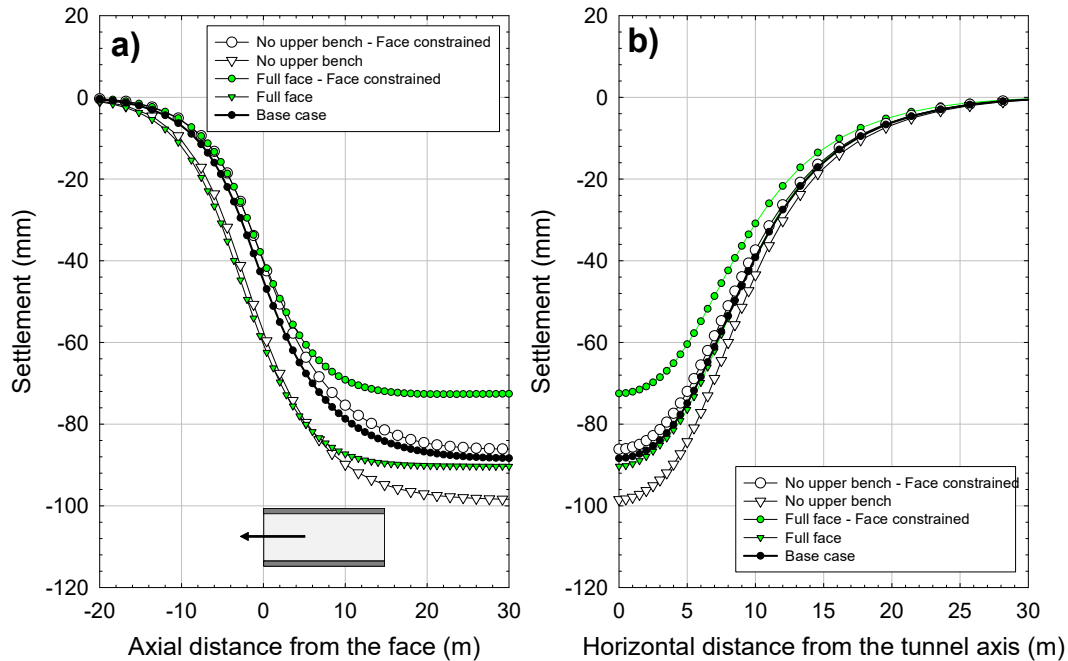 a)
No upper bench - Face constrained
No upper bench
Full face - Face constrained
Full face
Base case
20
0
-20
-40
-60
-80
-100
-120
Settlement (mm)
-20 -10 0 10 20 30
Axial distance from the face (m)
b)
20
0
-20
-40
-60
-80
-100
-120
Settlement (mm)
No upper bench - Face constrained
No upper bench
Full face - Face constrained
Full face
Base case
0 5 10 15 20 25 30
Horizontal distance from the tunnel axis (m)